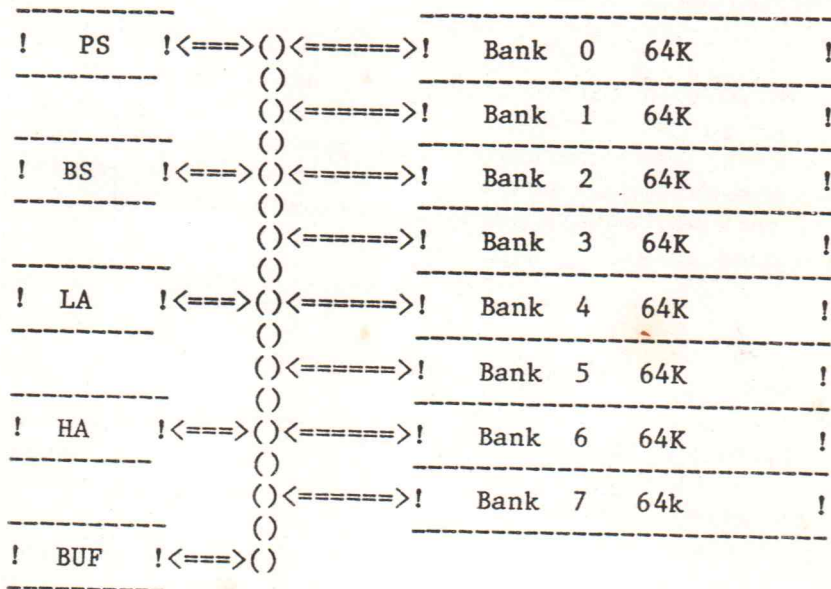 ---------- --------------------------
! PS !<===>()<======>! Bank 0 64K !
---------- () --------------------------
()<======>! Bank 1 64K !
---------- () --------------------------
! BS !<===>()<======>! Bank 2 64K !
---------- () --------------------------
()<======>! Bank 3 64K !
---------- () --------------------------
! LA !<===>()<======>! Bank 4 64K !
---------- () --------------------------
()<======>! Bank 5 64K !
---------- () --------------------------
! HA !<===>()<======>! Bank 6 64K !
---------- () --------------------------
()<======>! Bank 7 64k !
---------- () --------------------------
! BUF !<===>()
----------